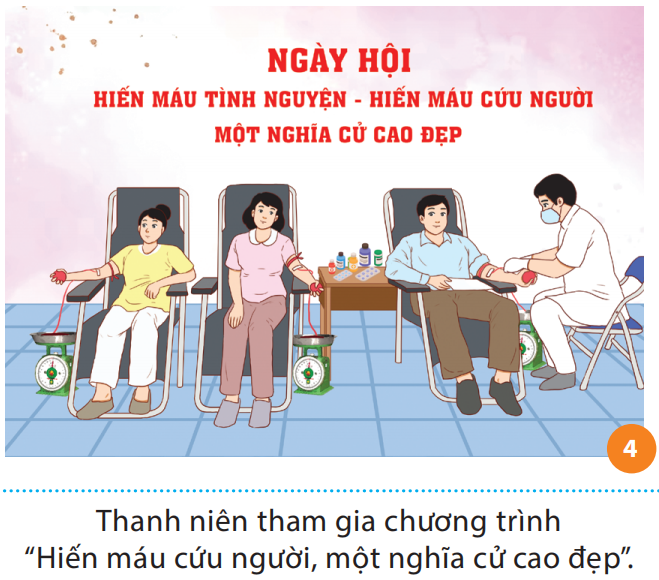 NGÀY HỘI
HIẾN MÁU TÌNH NGUYỆN - HIẾN MÁU CỨU NGƯỜI
MỘT NGHĨA CỬ CAO ĐẸP
4
Thanh niên tham gia chương trình
“Hiến máu cứu người, một nghĩa cử cao đẹp”.